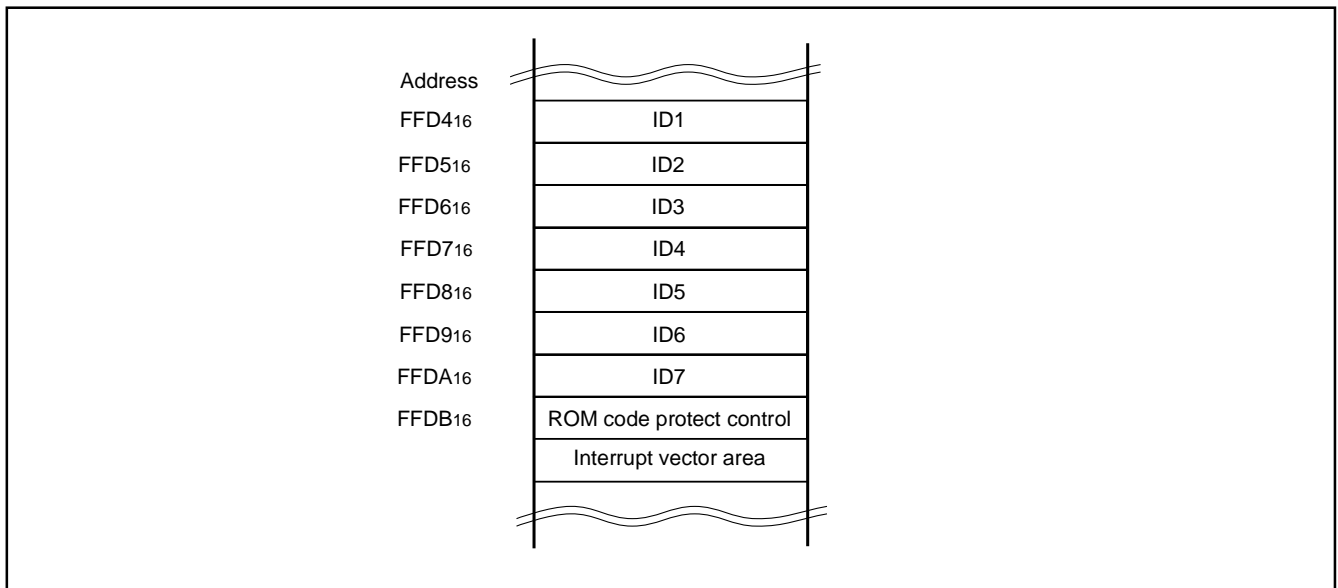 Address
FFD416 ID1
FFD516 ID2
FFD616 ID3
FFD716 ID4
FFD816 ID5
FFD916 ID6
FFDA16 ID7
FFDB16 ROM code protect control
Interrupt vector area